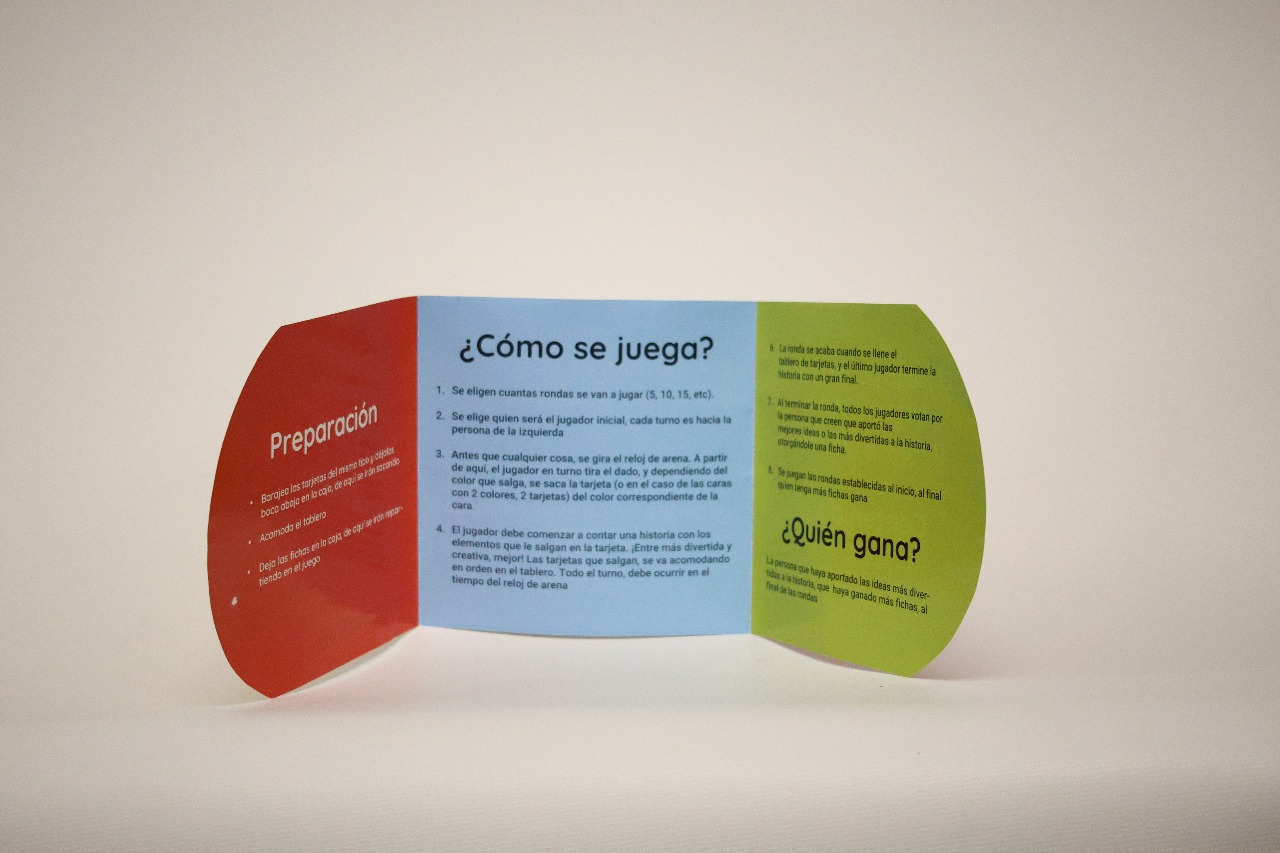 Preparación
• Barajea las tarjetas del mismo tipo y déjalas
boca abajo en la caja, de aquí se irán sacando
• Acomoda el tablero
• Deja las fichas en la caja, de aquí se irán repar-
tiendo en el juego
¿Cómo se juega?
1. Se eligen cuantas rondas se van a jugar (5, 10, 15, etc).
2. Se elige quien será el jugador inicial, cada turno es hacia la
persona de la izquierda
3. Antes que cualquier cosa, se gira el reloj de arena. A partir
de aquí, el jugador en turno tira el dado, y dependiendo del
color que salga, se saca la tarjeta (o en el caso de las caras
con 2 colores, 2 tarjetas) del color correspondiente de la
cara.
4. El jugador debe comenzar a contar una historia con los
elementos que le salgan en la tarjeta. ¡Entre más divertida y
creativa, mejor! Las tarjetas que salgan, se va acomodando
en orden en el tablero. Todo el turno, debe ocurrir en el
tiempo del reloj de arena
6. La ronda se acaba cuando se llene el
tablero de tarjetas, y el último jugador termine la
historia con un gran final.
7. Al terminar la ronda, todos los jugadores votan por
la persona que creen que aportó las
mejores ideas o las más divertidas a la historia,
otorgándole una ficha.
8. Se juegan las rondas establecidas al inicio, al final
quien tenga más fichas gana
¿Quién gana?
La persona que haya aportado las ideas más diver-
tidas a la historia, que haya ganado más fichas, al
final de las rondas